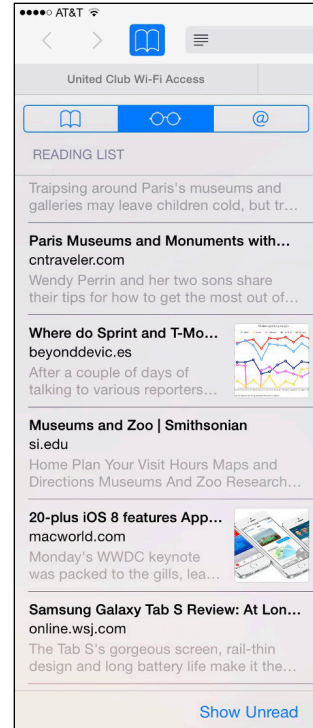 AT&T
United Club Wi-Fi Access
@
READING LIST
Traipsing around Paris's museums and
galleries may leave children cold, but tr…
Paris Museums and Monuments with…
cntraveler.com
Wendy Perrin and her two sons share
their tips for how to get the most out of…
Where do Sprint and T-Mo…
beyonddevic.es
After a couple of days of
talking to various reporters…
Museums and Zoo | Smithsonian
si.edu
Home Plan Your Visit Hours Maps and
Directions Museums And Zoo Research…
20-plus iOS 8 features App…
macworld.com
Monday's WWDC keynote
was packed to the gills, lea…
Samsung Galaxy Tab S Review: At Lon…
online.wsj.com
The Tab S's gorgeous screen, rail-thin
design and long battery life make it the…
Show Unread